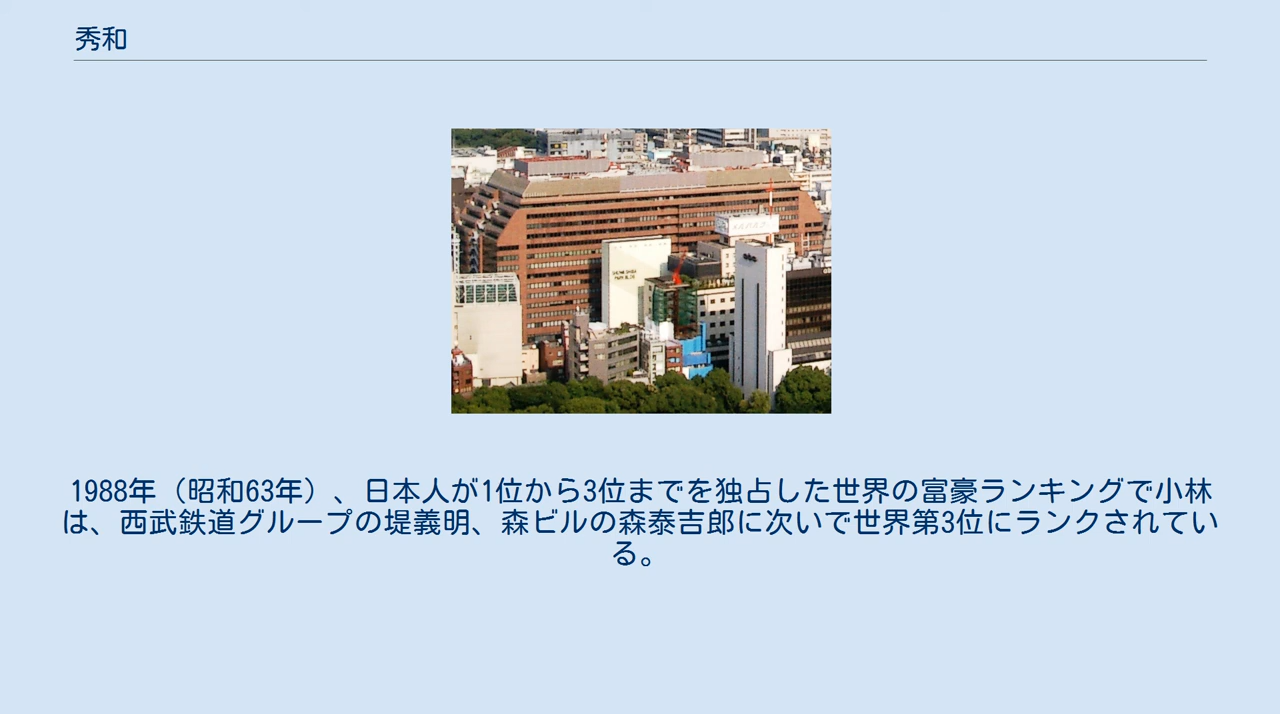 秀和
1988年（昭和63年）、日本人が1位から3位までを独占した世界の富豪ランキングで小林
は、西武鉄道グループの堤義明、森ビルの森泰吉郎に次いで世界第3位にランクされてい
る。